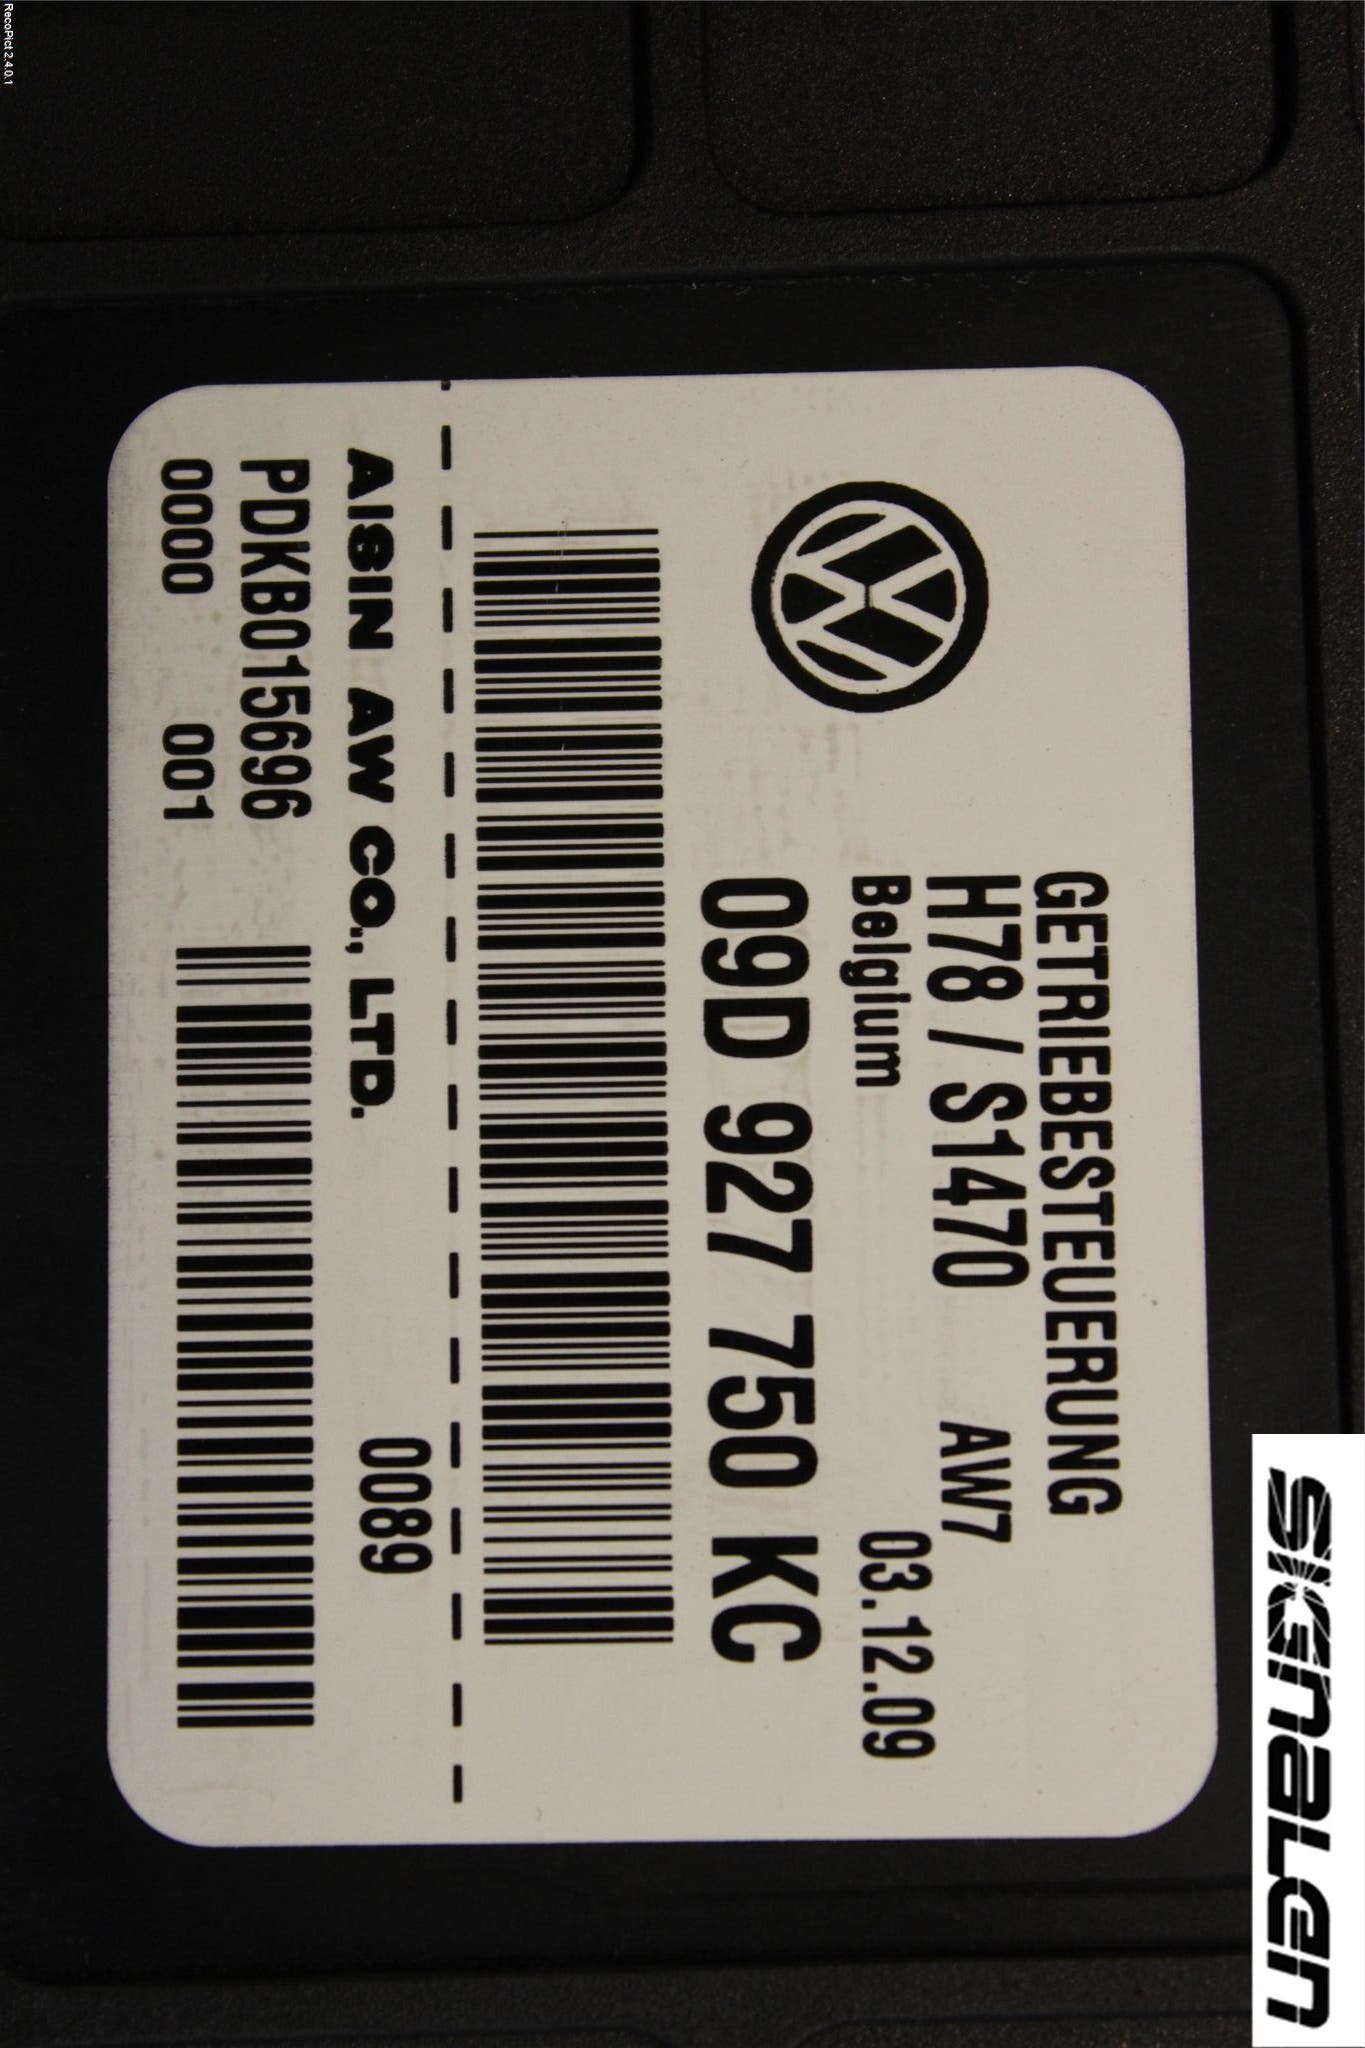 GETRIEBESTEUERUNG
H78 / S1470 AW7
Belgium 03.12.09
09D 927 750 KC
AISIN AW CO., LTD. 0089
PDKB015696
0000 001
SKENALEN
RecoPict 2.4.0.1